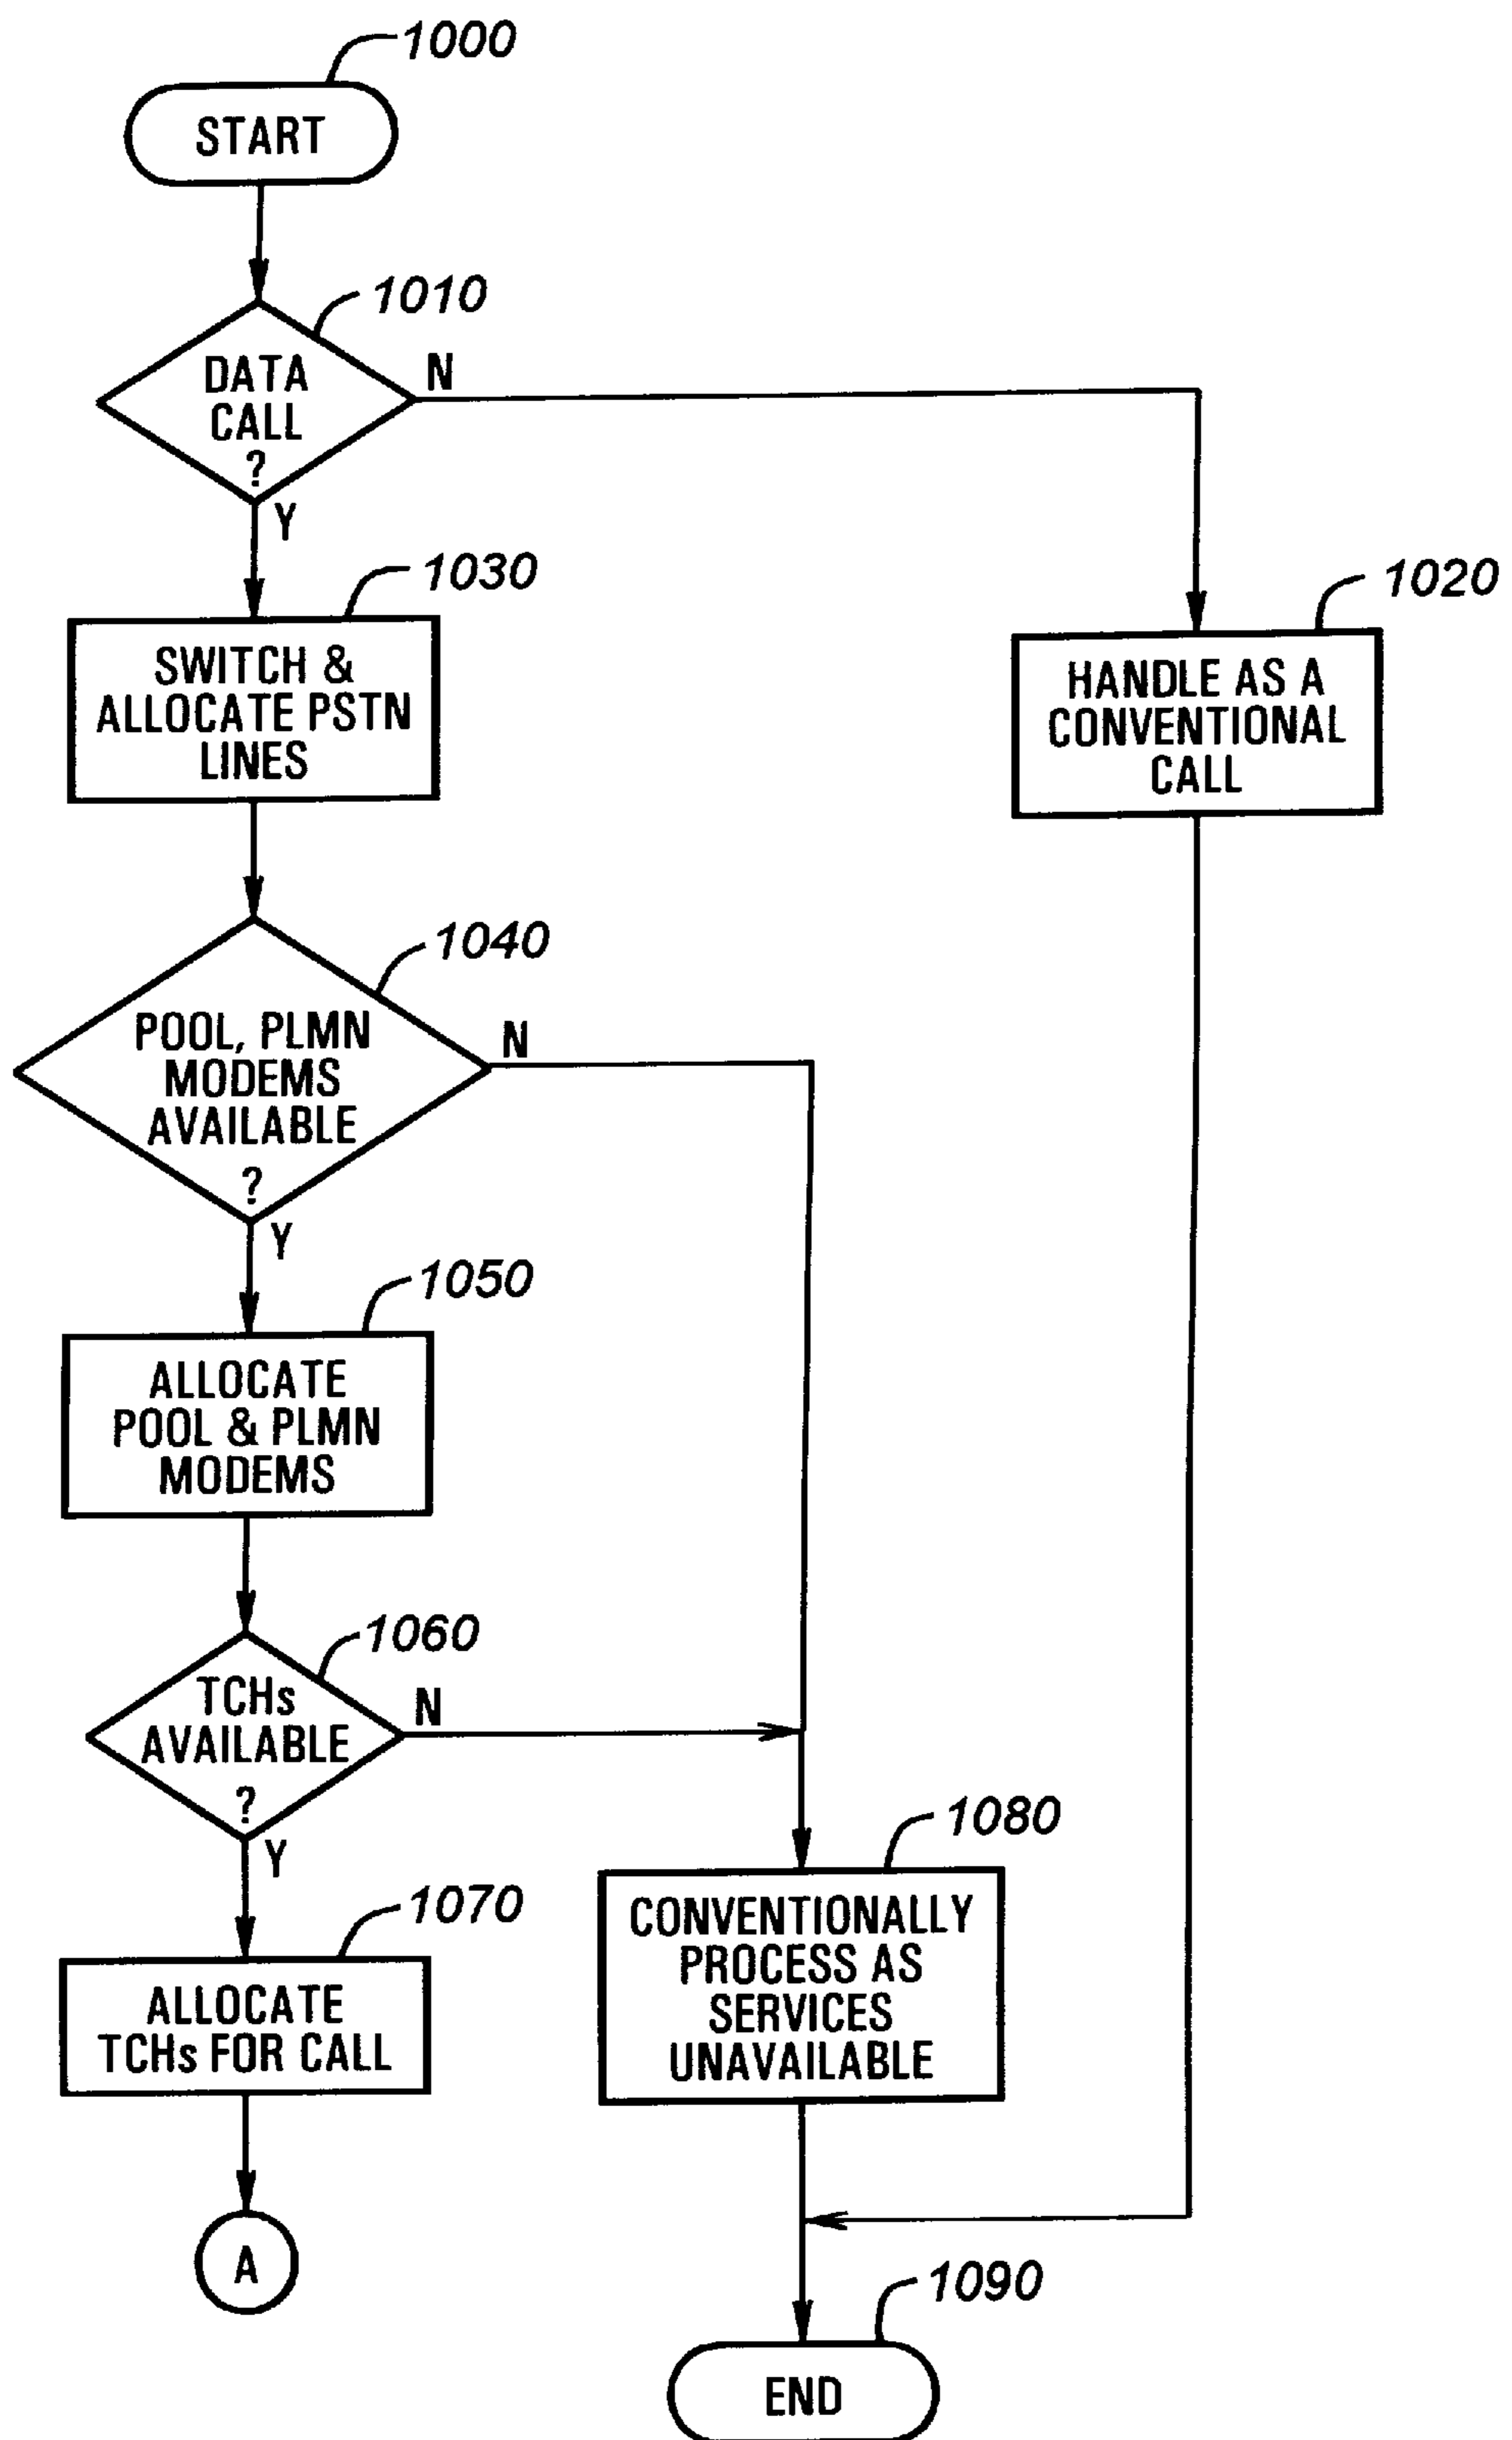 1000
START
1010
DATA
CALL
?
N
Y
1030
SWITCH &
ALLOCATE PSTN
LINES
1020
HANDLE AS A
CONVENTIONAL
CALL
1040
POOL, PLMN
MODEMS
AVAILABLE
?
N
Y
1050
ALLOCATE
POOL & PLMN
MODEMS
1060
TCHs
AVAILABLE
?
N
Y
1070
ALLOCATE
TCHs FOR CALL
1080
CONVENTIONALLY
PROCESS AS
SERVICES
UNAVAILABLE
A
1090
END